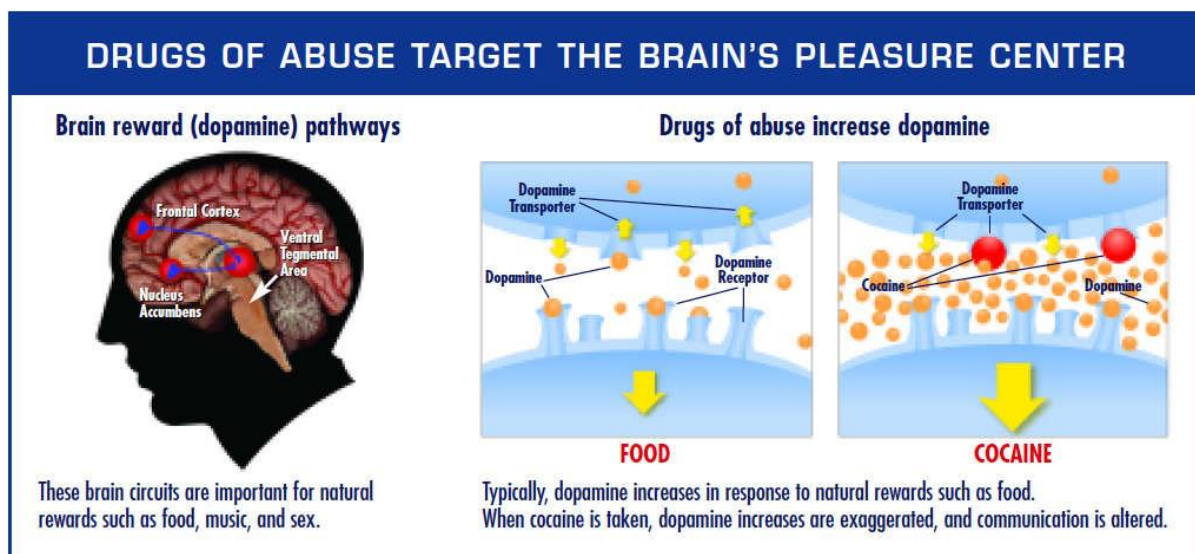 DRUGS OF ABUSE TARGET THE BRAIN'S PLEASURE CENTER
Brain reward (dopamine) pathways
Frontal Cortex
Ventral
Tegmental
Area
Nucleus
Accumbens
These brain circuits are important for natural
rewards such as food, music, and sex.
Drugs of abuse increase dopamine
Dopamine
Transporter
Dopamine
Dopamine
Receptor
FOOD
Dopamine
Transporter
Cocaine
Dopamine
COCAINE
Typically, dopamine increases in response to natural rewards such as food.
When cocaine is taken, dopamine increases are exaggerated, and communication is altered.